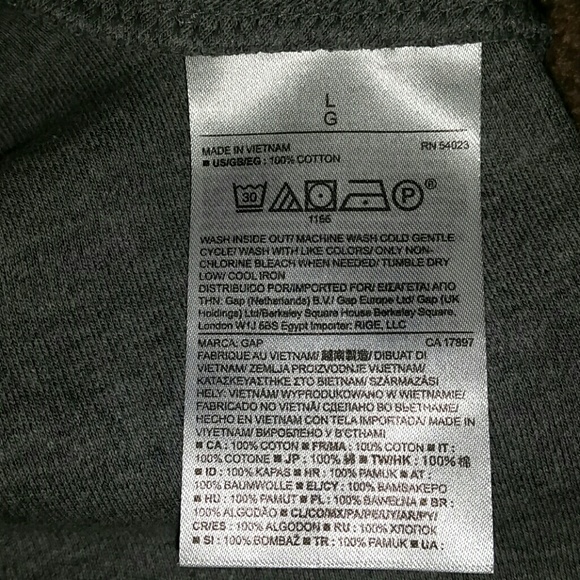 L
G
MADE IN VIETNAM RN 54023
■ US/GB/EG : 100% COTTON
30 P ®
1166
WASH INSIDE OUT/ MACHINE WASH COLD GENTLE
CYCLE/ WASH WITH LIKE COLORS/ ONLY NON-
CHLORINE BLEACH WHEN NEEDED/ TUMBLE DRY
LOW/ COOL IRON
DISTRIBUIDO POR/IMPORTED FOR/ ΕΙΣΑΓΕΤΑΙ ΑΠΟ
ΤΗΝ: Gap (Netherlands) B.V./ Gap Europe Ltd/ Gap (UK
Holdings) Ltd/Berkeley Square House Berkeley Square,
London W1J 6BS Egypt Importer: RIGE, LLC
MARCA: GAP CA 17897
FABRIQUE AU VIETNAM/ 越南製造/ DIBUAT DI
VIETNAM/ ZEMLJA PROIZVODNJE VIJETNAM/
ΚΑΤΑΣΚΕΥΑΣΤΗΚΕ ΣΤΟ ΒΙΕΤΝΑΜ/ SZÁRMAZÁSI
HELY: VIETNÁM/ WYPRODUKOWANO W WIETNAMIE/
FABRICADO NO VIETNÃ/ СДЕЛАНО ВО ВЬЕТНАМЕ/
HECHO EN VIETNAM CON TELA IMPORTADA/ MADE IN
VIYETNAM/ ВИРОБЛЕНО У В'ЄТНАМІ
■ CA : 100% COTON ■ FR/MA : 100% COTON ■ IT :
100% COTONE ■ JP : 100% 綿 ■ TW/HK : 100% 棉
■ ID : 100% KAPAS ■ HR : 100% PAMUK ■ AT :
100% BAUMWOLLE ■ EL/CY : 100% ΒΑΜΒΑΚΕΡΟ
■ HU : 100% PAMUT ■ PL : 100% BAWEŁNA ■ BR :
100% ALGODÃO ■ CL/CO/MX/PA/PE/UY/AR/PY/
CR/ES : 100% ALGODON ■ RU : 100% ХЛОПОК
■ SI : 100% BOMBAŽ ■ TR : 100% PAMUK ■ UA :